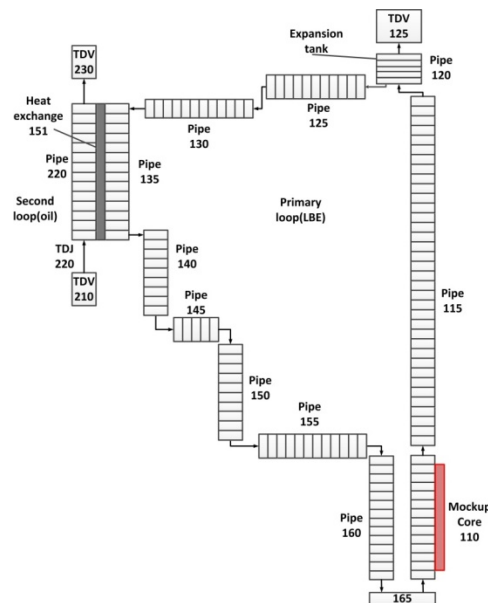 TDV
125
Expansion
tank
Pipe
120
TDV
230
Pipe
125
Heat
exchange
151
Pipe
130
Pipe
220
Pipe
135
Second
loop(oil)
Primary
loop(LBE)
TDJ
220
Pipe
140
TDV
210
Pipe
115
Pipe
145
Pipe
150
Pipe
155
Pipe
160
Mockup
Core
110
165